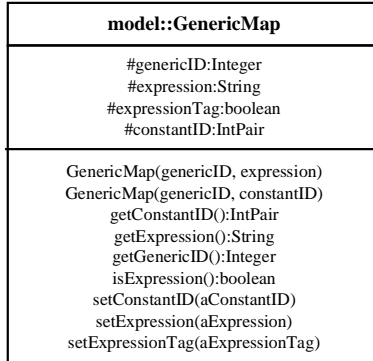 model::GenericMap
#genericID:Integer
#expression:String
#expressionTag:boolean
#constantID:IntPair
GenericMap(genericID, expression)
GenericMap(genericID, constantID)
getConstantID():IntPair
getExpression():String
getGenericID():Integer
isExpression():boolean
setConstantID(aConstantID)
setExpression(aExpression)
setExpressionTag(aExpressionTag)